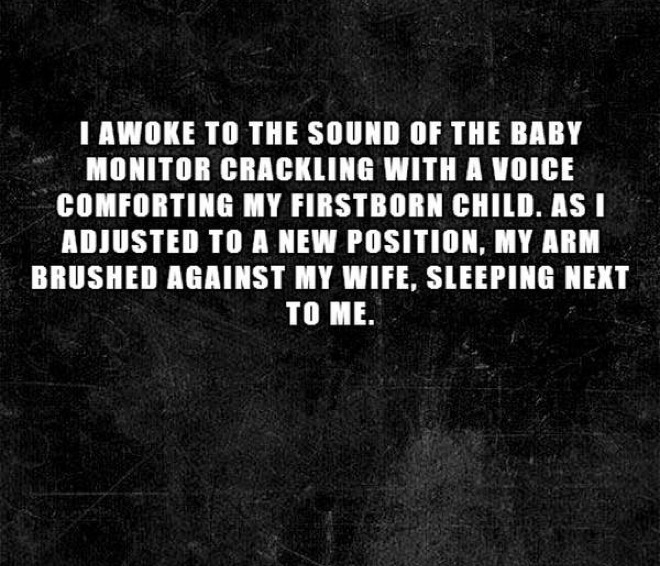 I AWOKE TO THE SOUND OF THE BABY
MONITOR CRACKLING WITH A VOICE
COMFORTING MY FIRSTBORN CHILD. AS I
ADJUSTED TO A NEW POSITION, MY ARM
BRUSHED AGAINST MY WIFE, SLEEPING NEXT
TO ME.